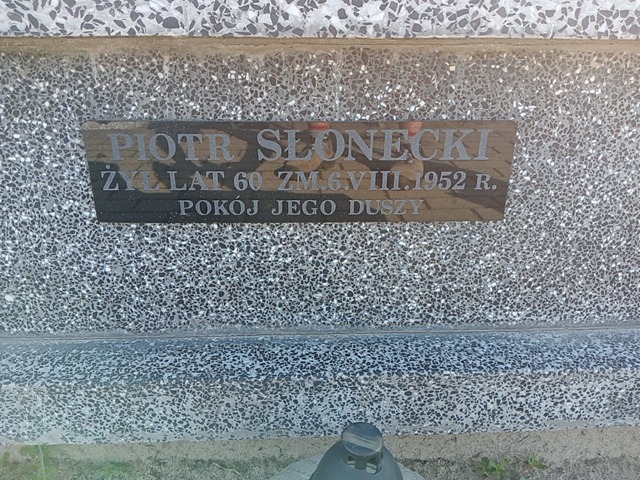 PIOTR SŁONECKI
ŻYŁ LAT 60 ZM. 6.VIII.1952 R.
POKÓJ JEGO DUSZY